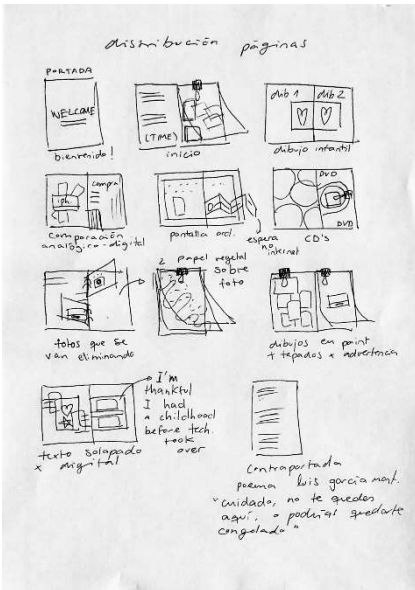 distribución páginas
PORTADA
WELCOME
bienvenido!
(TIME)
inicio
dib 1 dib 2
dibujo infantil
compra
comparación
analógico-digital
pantalla ord.
espera
no
internet
DVD
DVD
CD's
fotos que se
van eliminando
2 papel vegetal
sobre
foto
dibujos en paint
+ tapados x advertencia
texto solapado
x digital
I'm
thankful
I had
a childhood
before tech.
took
over
contraportada
poema luis garcía mont.
"cuidado, no te quedes
aquí, o podrías quedarte
congelado"